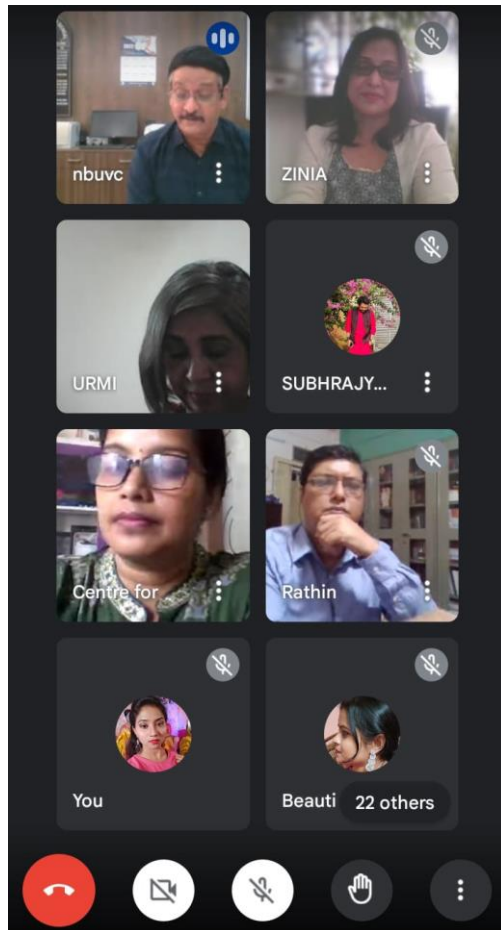 nbuvc
ZINIA
URMI
SUBHRAJY...
Centre for
Rathin
You
Beauti
22 others